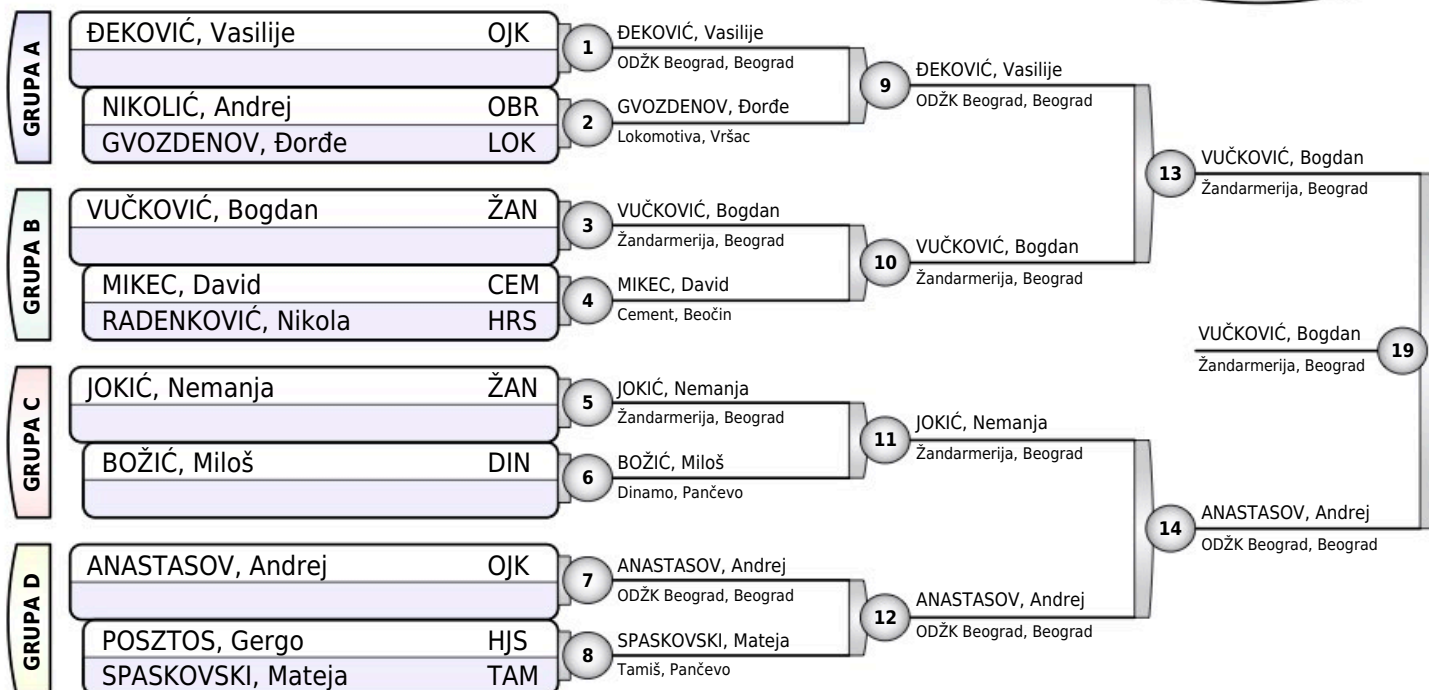 GRUPA A
ĐEKOVIĆ, Vasilije OJK
NIKOLIĆ, Andrej OBR
GVOZDENOV, Đorđe LOK
1
ĐEKOVIĆ, Vasilije
ODŽK Beograd, Beograd
2
GVOZDENOV, Đorđe
Lokomotiva, Vršac
9
ĐEKOVIĆ, Vasilije
ODŽK Beograd, Beograd
GRUPA B
VUČKOVIĆ, Bogdan ŽAN
MIKEC, David CEM
RADENKOVIĆ, Nikola HRS
3
VUČKOVIĆ, Bogdan
Žandarmerija, Beograd
4
MIKEC, David
Cement, Beočin
10
VUČKOVIĆ, Bogdan
Žandarmerija, Beograd
13
VUČKOVIĆ, Bogdan
Žandarmerija, Beograd
VUČKOVIĆ, Bogdan
Žandarmerija, Beograd
19
GRUPA C
JOKIĆ, Nemanja ŽAN
BOŽIĆ, Miloš DIN
5
JOKIĆ, Nemanja
Žandarmerija, Beograd
6
BOŽIĆ, Miloš
Dinamo, Pančevo
11
JOKIĆ, Nemanja
Žandarmerija, Beograd
GRUPA D
ANASTASOV, Andrej OJK
POSZTOS, Gergo HJS
SPASKOVSKI, Mateja TAM
7
ANASTASOV, Andrej
ODŽK Beograd, Beograd
8
SPASKOVSKI, Mateja
Tamiš, Pančevo
12
ANASTASOV, Andrej
ODŽK Beograd, Beograd
14
ANASTASOV, Andrej
ODŽK Beograd, Beograd